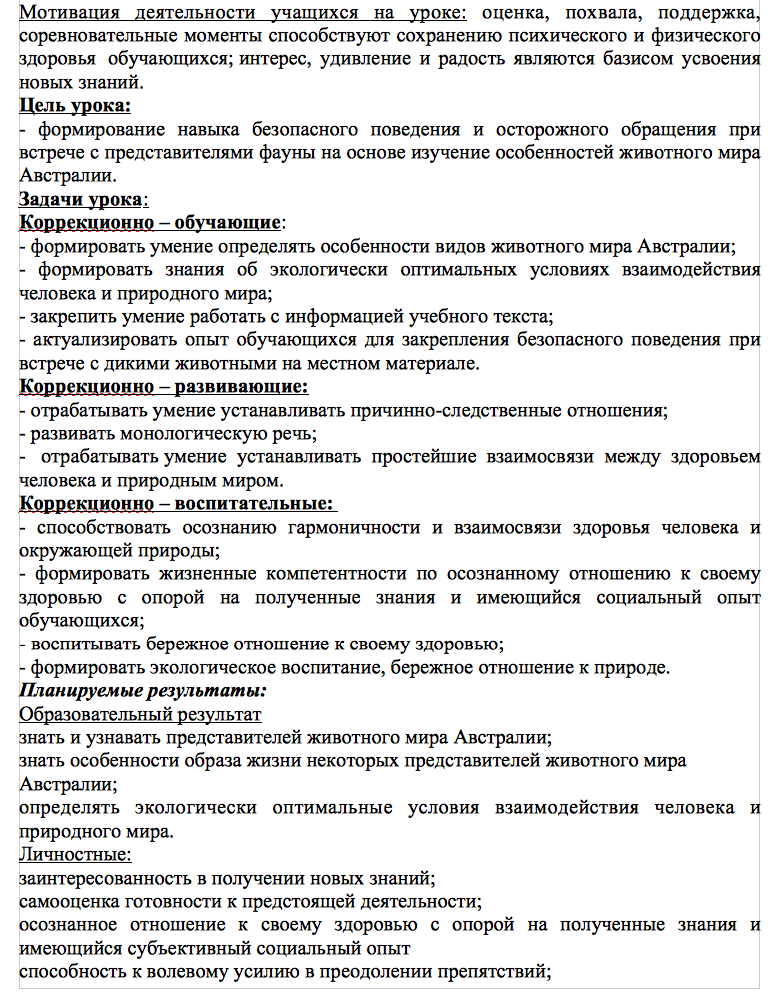 Мотивация деятельности учащихся на уроке: оценка, похвала, поддержка,
соревновательные моменты способствуют сохранению психического и физического
здоровья обучающихся; интерес, удивление и радость являются базисом усвоения
новых знаний.
Цель урока:
- формирование навыка безопасного поведения и осторожного обращения при
встрече с представителями фауны на основе изучение особенностей животного мира
Австралии.
Задачи урока:
Коррекционно – обучающие:
- формировать умение определять особенности видов животного мира Австралии;
- формировать знания об экологически оптимальных условиях взаимодействия
человека и природного мира;
- закрепить умение работать с информацией учебного текста;
- актуализировать опыт обучающихся для закрепления безопасного поведения при
встрече с дикими животными на местном материале.
Коррекционно – развивающие:
- отрабатывать умение устанавливать причинно-следственные отношения;
- развивать монологическую речь;
- отрабатывать умение устанавливать простейшие взаимосвязи между здоровьем
человека и природным миром.
Коррекционно – воспитательные:
- способствовать осознанию гармоничности и взаимосвязи здоровья человека и
окружающей природы;
- формировать жизненные компетентности по осознанному отношению к своему
здоровью с опорой на полученные знания и имеющийся социальный опыт
обучающихся;
- воспитывать бережное отношение к своему здоровью;
- формировать экологическое воспитание, бережное отношение к природе.
Планируемые результаты:
Образовательный результат
знать и узнавать представителей животного мира Австралии;
знать особенности образа жизни некоторых представителей животного мира
Австралии;
определять экологически оптимальные условия взаимодействия человека и
природного мира.
Личностные:
заинтересованность в получении новых знаний;
самооценка готовности к предстоящей деятельности;
осознанное отношение к своему здоровью с опорой на полученные знания и
имеющийся субъективный социальный опыт
способность к волевому усилию в преодолении препятствий;